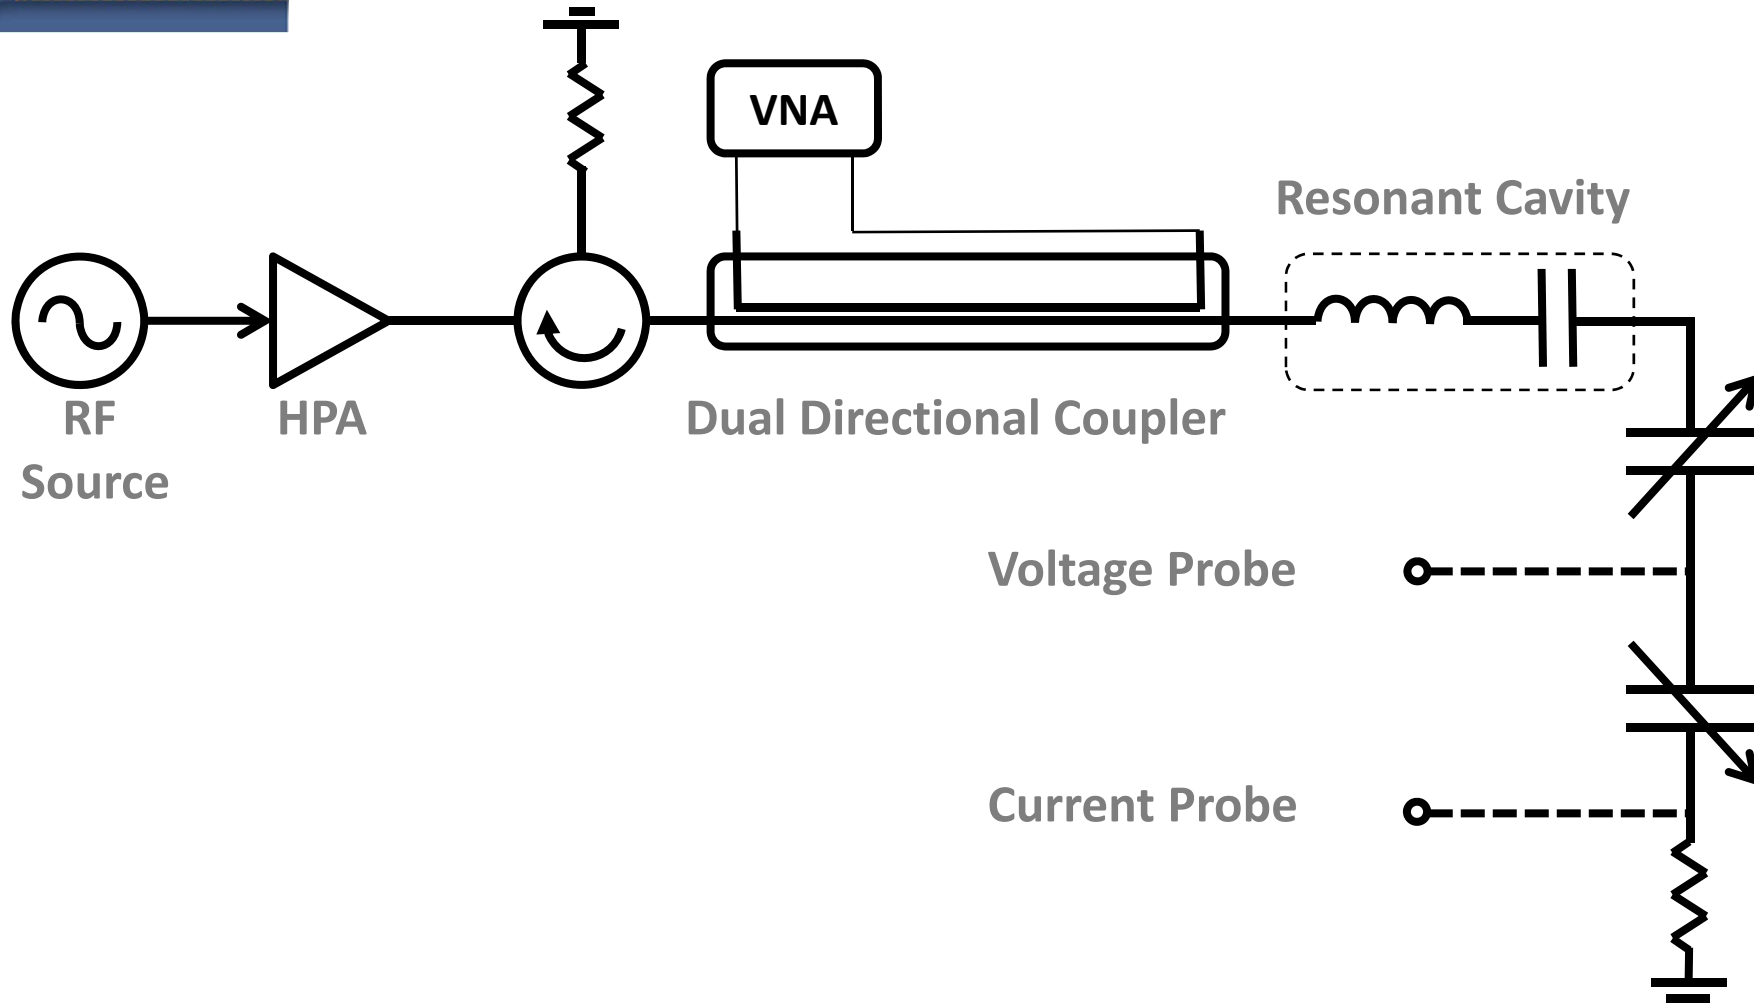 VNA
Resonant Cavity
RF
Source
HPA
Dual Directional Coupler
Voltage Probe
Current Probe